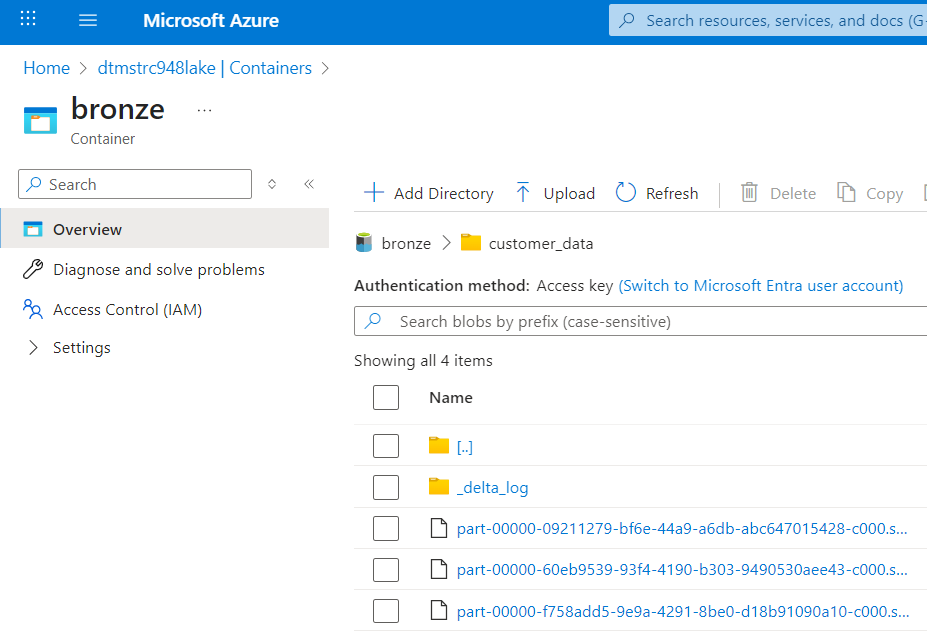 Microsoft Azure
Search resources, services, and docs (G
Home > dtmstrc948lake | Containers >
bronze ...
Container
Search
Overview
Diagnose and solve problems
Access Control (IAM)
Settings
Add Directory Upload Refresh Delete Copy
bronze > customer_data
Authentication method: Access key (Switch to Microsoft Entra user account)
Search blobs by prefix (case-sensitive)
Showing all 4 items
Name
[..]
_delta_log
part-00000-09211279-bf6e-44a9-a6db-abc647015428-c000.s...
part-00000-60eb9539-93f4-4190-b303-9490530aee43-c000.s...
part-00000-f758add5-9e9a-4291-8be0-d18b91090a10-c000.s...